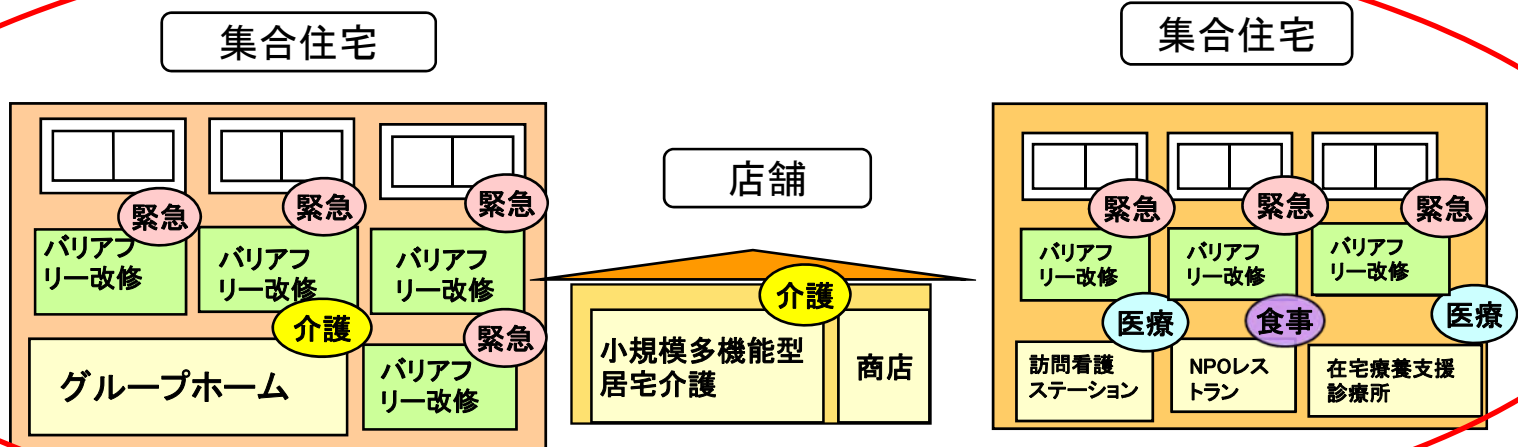 集合住宅
緊急
緊急
緊急
バリアフ
リー改修
バリアフ
リー改修
バリアフ
リー改修
介護
緊急
グループホーム
バリアフ
リー改修
店舗
介護
小規模多機能型
居宅介護
商店
集合住宅
緊急
緊急
緊急
バリアフ
リー改修
バリアフ
リー改修
バリアフ
リー改修
医療
食事
医療
訪問看護
ステーション
NPOレス
トラン
在宅療養支援
診療所